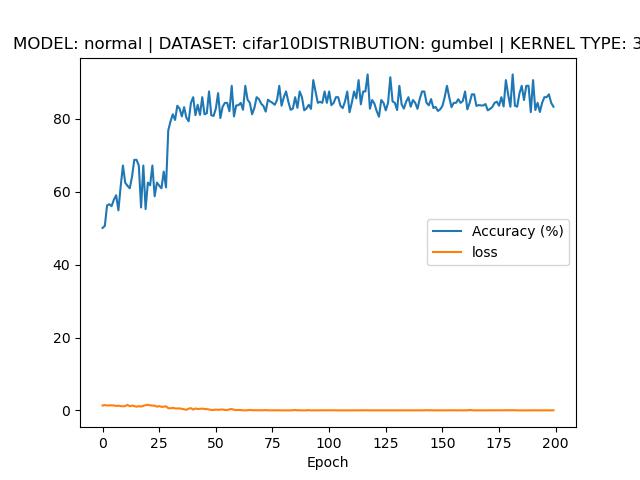 MODEL: normal | DATASET: cifar10DISTRIBUTION: gumbel | KERNEL TYPE: 3
80
60
40
20
0
Accuracy (%)
loss
0 25 50 75 100 125 150 175 200
Epoch